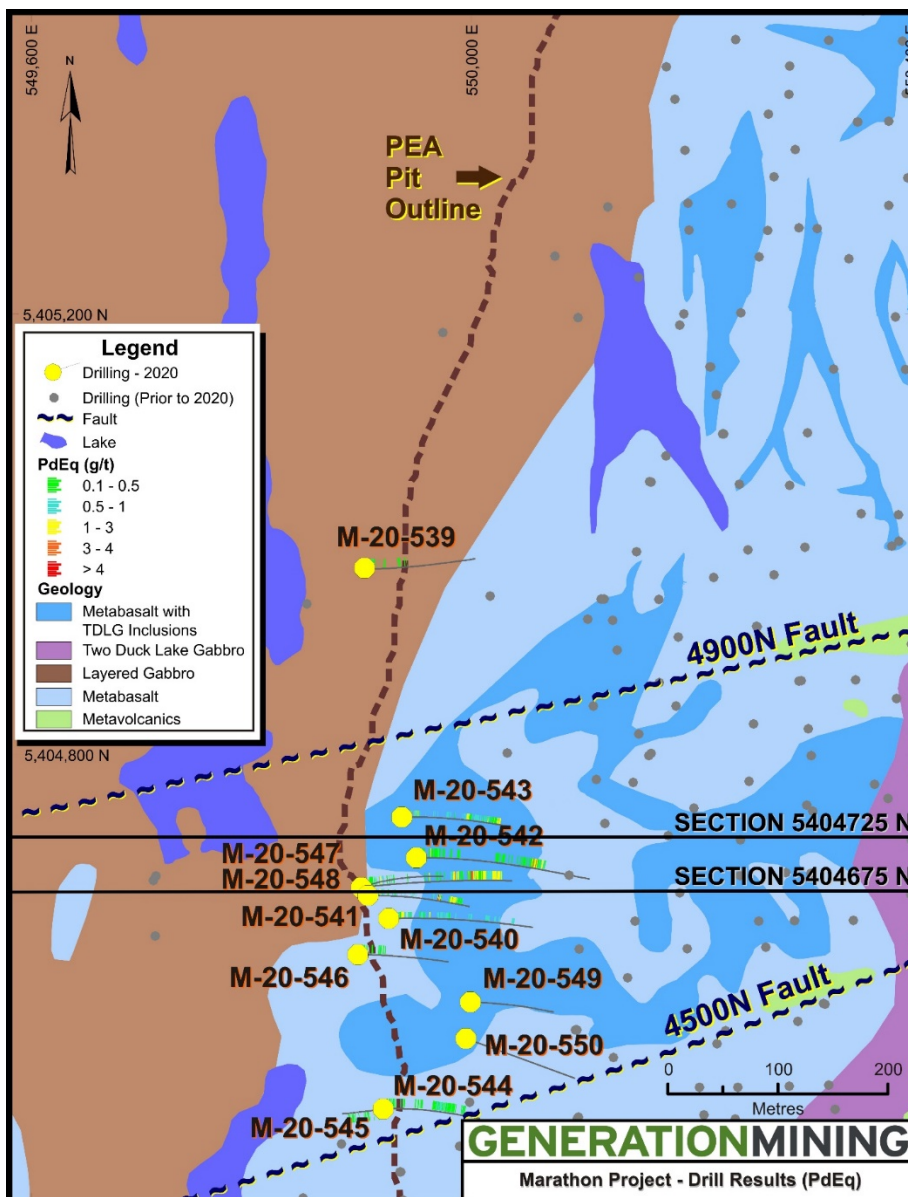 549,600 E
550,000 E
N
PEA
Pit
Outline
5,405,200 N
Legend
Drilling - 2020
Drilling (Prior to 2020)
Fault
Lake
PdEq (g/t)
0.1 - 0.5
0.5 - 1
1 - 3
3 - 4
> 4
Geology
Metabasalt with
TDLG Inclusions
Two Duck Lake Gabbro
Layered Gabbro
Metabasalt
Metavolcanics
M-20-539
4900N Fault
5,404,800 N
M-20-543
SECTION 5404725 N
M-20-542
M-20-547
M-20-548
SECTION 5404675 N
M-20-541
M-20-540
M-20-546
M-20-549
4500N Fault
M-20-550
M-20-544
M-20-545
0 100 200
Metres
GENERATIONMINING
Marathon Project - Drill Results (PdEq)